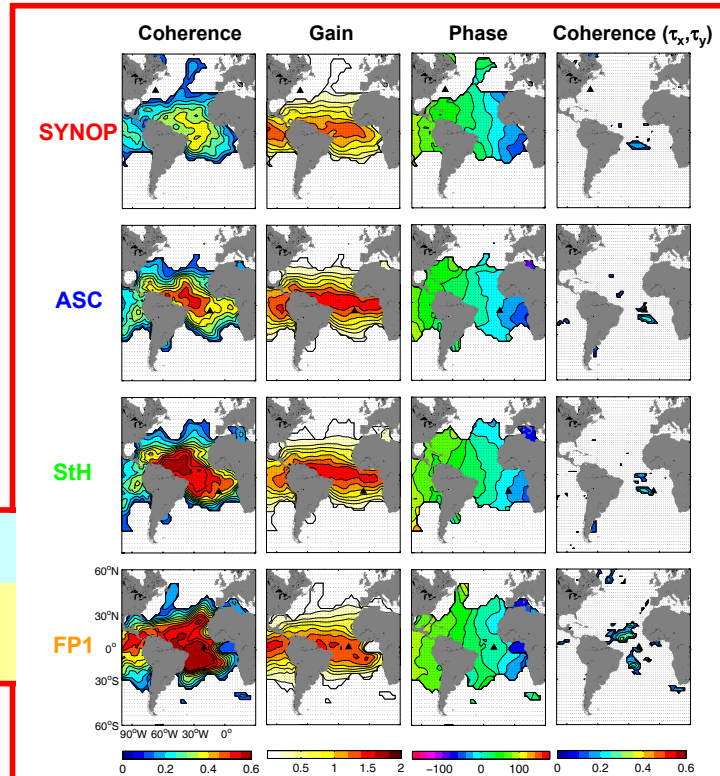 Coherence Gain Phase Coherence (τx,τy)
SYNOP
ASC
StH
60°N
30°N
FP1 0°
30°S
60°S
90°W 60°W 30°W 0°
0 0.2 0.4 0.6 1 1.5 2 −100 0 100 0 0.2 0.4 0.6